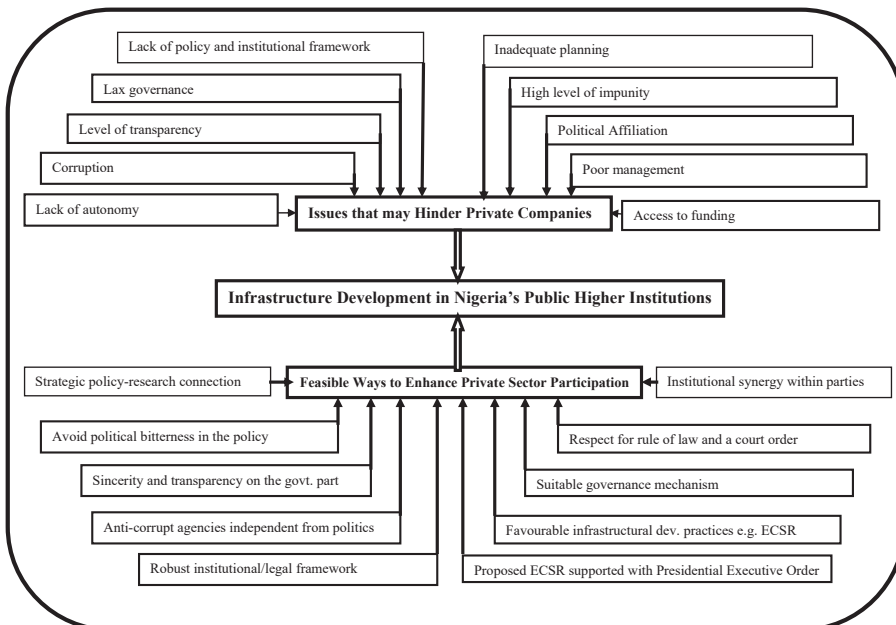 Lack of policy and institutional framework
Inadequate planning
Lax governance
High level of impunity
Level of transparency
Political Affiliation
Corruption
Poor management
Lack of autonomy
Issues that may Hinder Private Companies
Access to funding
Infrastructure Development in Nigeria's Public Higher Institutions
Strategic policy-research connection
Feasible Ways to Enhance Private Sector Participation
Institutional synergy within parties
Avoid political bitterness in the policy
Respect for rule of law and a court order
Sincerity and transparency on the govt. part
Suitable governance mechanism
Anti-corrupt agencies independent from politics
Favourable infrastructural dev. practices e.g. ECSR
Robust institutional/legal framework
Proposed ECSR supported with Presidential Executive Order